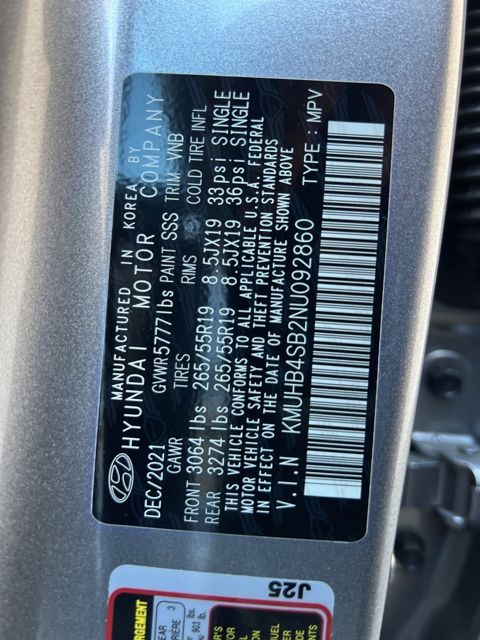 MANUFACTURED IN KOREA BY
HYUNDAI MOTOR COMPANY
DEC/2021 GVWR 5777lbs PAINT SSS TRIM VNB
GAWR TIRES RIMS COLD TIRE INFL
FRONT 3064 lbs 265/55R19 8.5JX19 33psi SINGLE
REAR 3274 lbs 265/55R19 8.5JX19 36psi SINGLE
THIS VEHICLE CONFORMS TO ALL APPLICABLE U.S.A. FEDERAL
MOTOR VEHICLE SAFETY AND THEFT PREVENTION STANDARDS
IN EFFECT ON THE DATE OF MANUFACTURE SHOWN ABOVE
V.I.N KMUHB4SB2NU092860 TYPE: MPV
J25